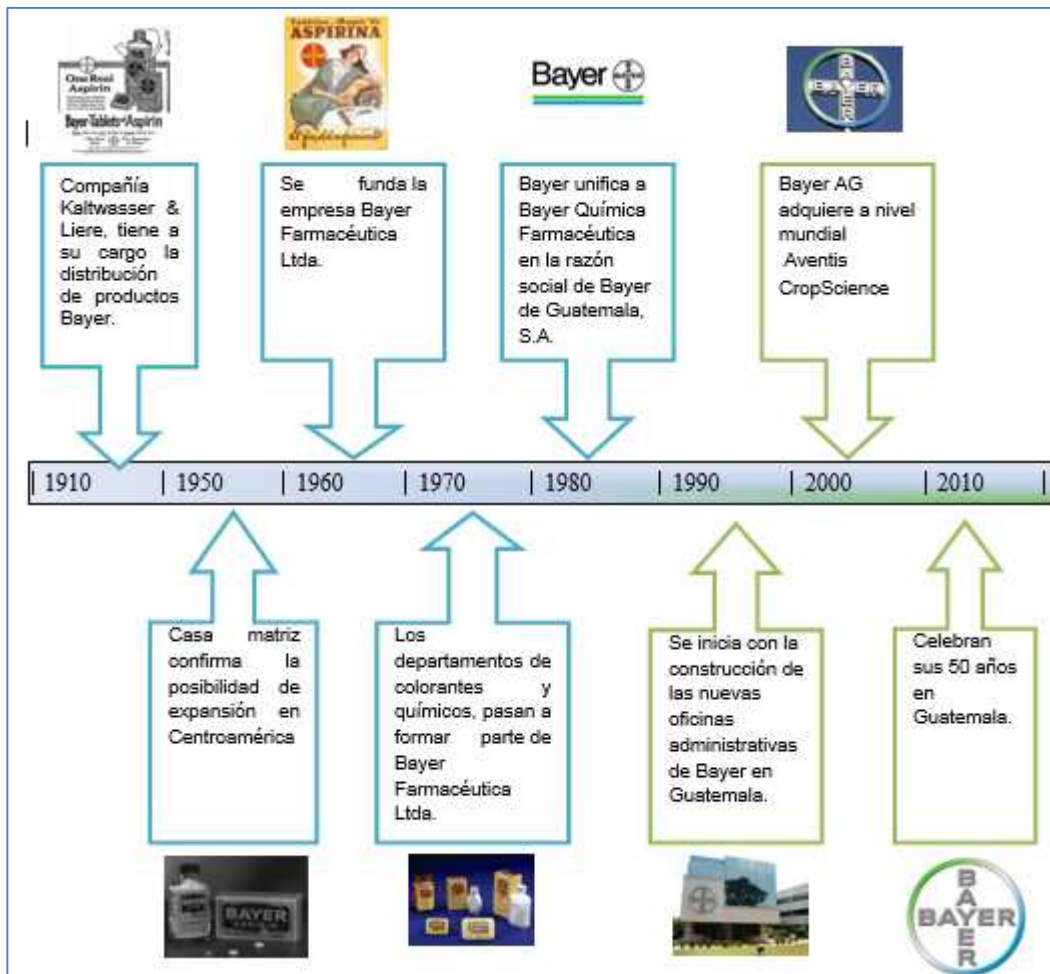 One Real
Aspirin
Bayer-Tablets of Aspirin
ASPIRINA
Bayer
BAYER
BAYER
Compañía
Kaltwasser &
Liere, tiene a
su cargo la
distribución
de productos
Bayer.
Se funda la
empresa Bayer
Farmacéutica
Ltda.
Bayer unifica a
Bayer Química
Farmacéutica
en la razón
social de Bayer
de Guatemala,
S.A.
Bayer AG
adquiere a nivel
mundial
Aventis
CropScience
| 1910 | 1950 | 1960 | 1970 | 1980 | 1990 | 2000 | 2010 |
Casa matriz
confirma la
posibilidad de
expansión en
Centroamérica
Los
departamentos de
colorantes y
químicos, pasan a
formar parte de
Bayer
Farmacéutica
Ltda.
Se inicia con la
construcción de
las nuevas
oficinas
administrativas
de Bayer en
Guatemala.
Celebran
sus 50 años
en
Guatemala.
BAYER
BAYER
BAYER